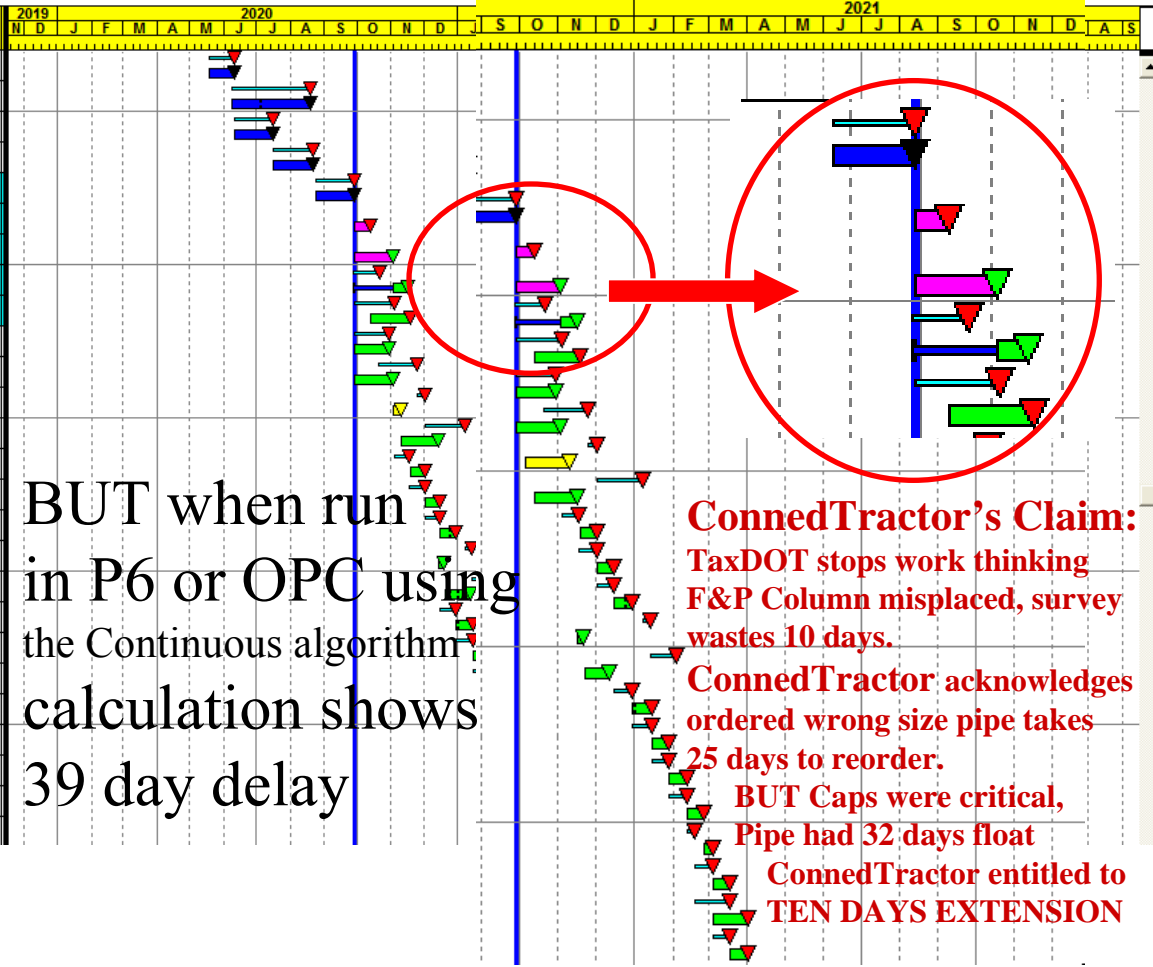 2019 2020
N D J F M A M J J A S O N D J
2021
S O N D J F M A M J J A S O N D A S
BUT when run
in P6 or OPC using
the Continuous algorithm
calculation shows
39 day delay
ConnedTractor’s Claim:
TaxDOT stops work thinking
F&P Column misplaced, survey
wastes 10 days.
ConnedTractor acknowledges
ordered wrong size pipe takes
25 days to reorder.
BUT Caps were critical,
Pipe had 32 days float
ConnedTractor entitled to
TEN DAYS EXTENSION